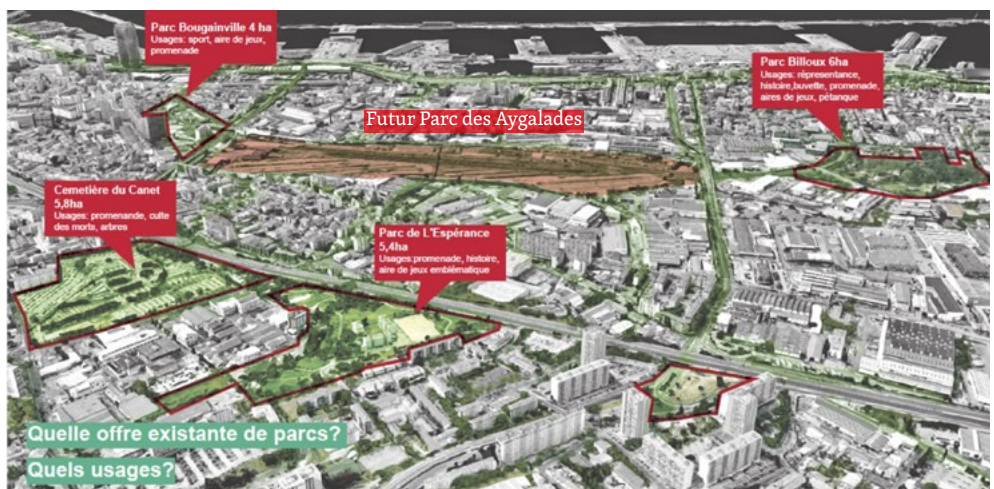 Parc Bougainville 4 ha
Usages: sport, aire de jeux,
promenade
Parc Billoux 6ha
Usages: répresentance,
histoire,buvette, promenade,
aires de jeux, pétanque
Futur Parc des Aygalades
Cemetière du Canet
5,8ha
Usages: promenande, culte
des morts, arbres
Parc de L'Espérance
5,4ha
Usages:promenade, histoire,
aire de jeux emblématique
Quelle offre existante de parcs?
Quels usages?